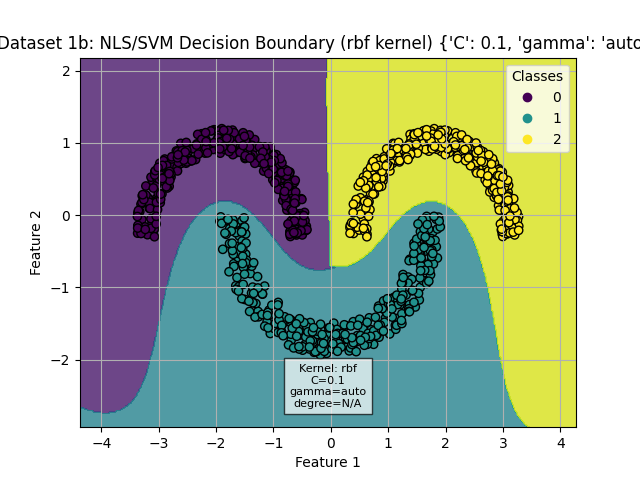 Dataset 1b: NLS/SVM Decision Boundary (rbf kernel) {'C': 0.1, 'gamma': 'auto
Classes
0
1
2
2
1
0
−1
−2
Feature 2
Kernel: rbf
C=0.1
gamma=auto
degree=N/A
−4 −3 −2 −1 0 1 2 3 4
Feature 1